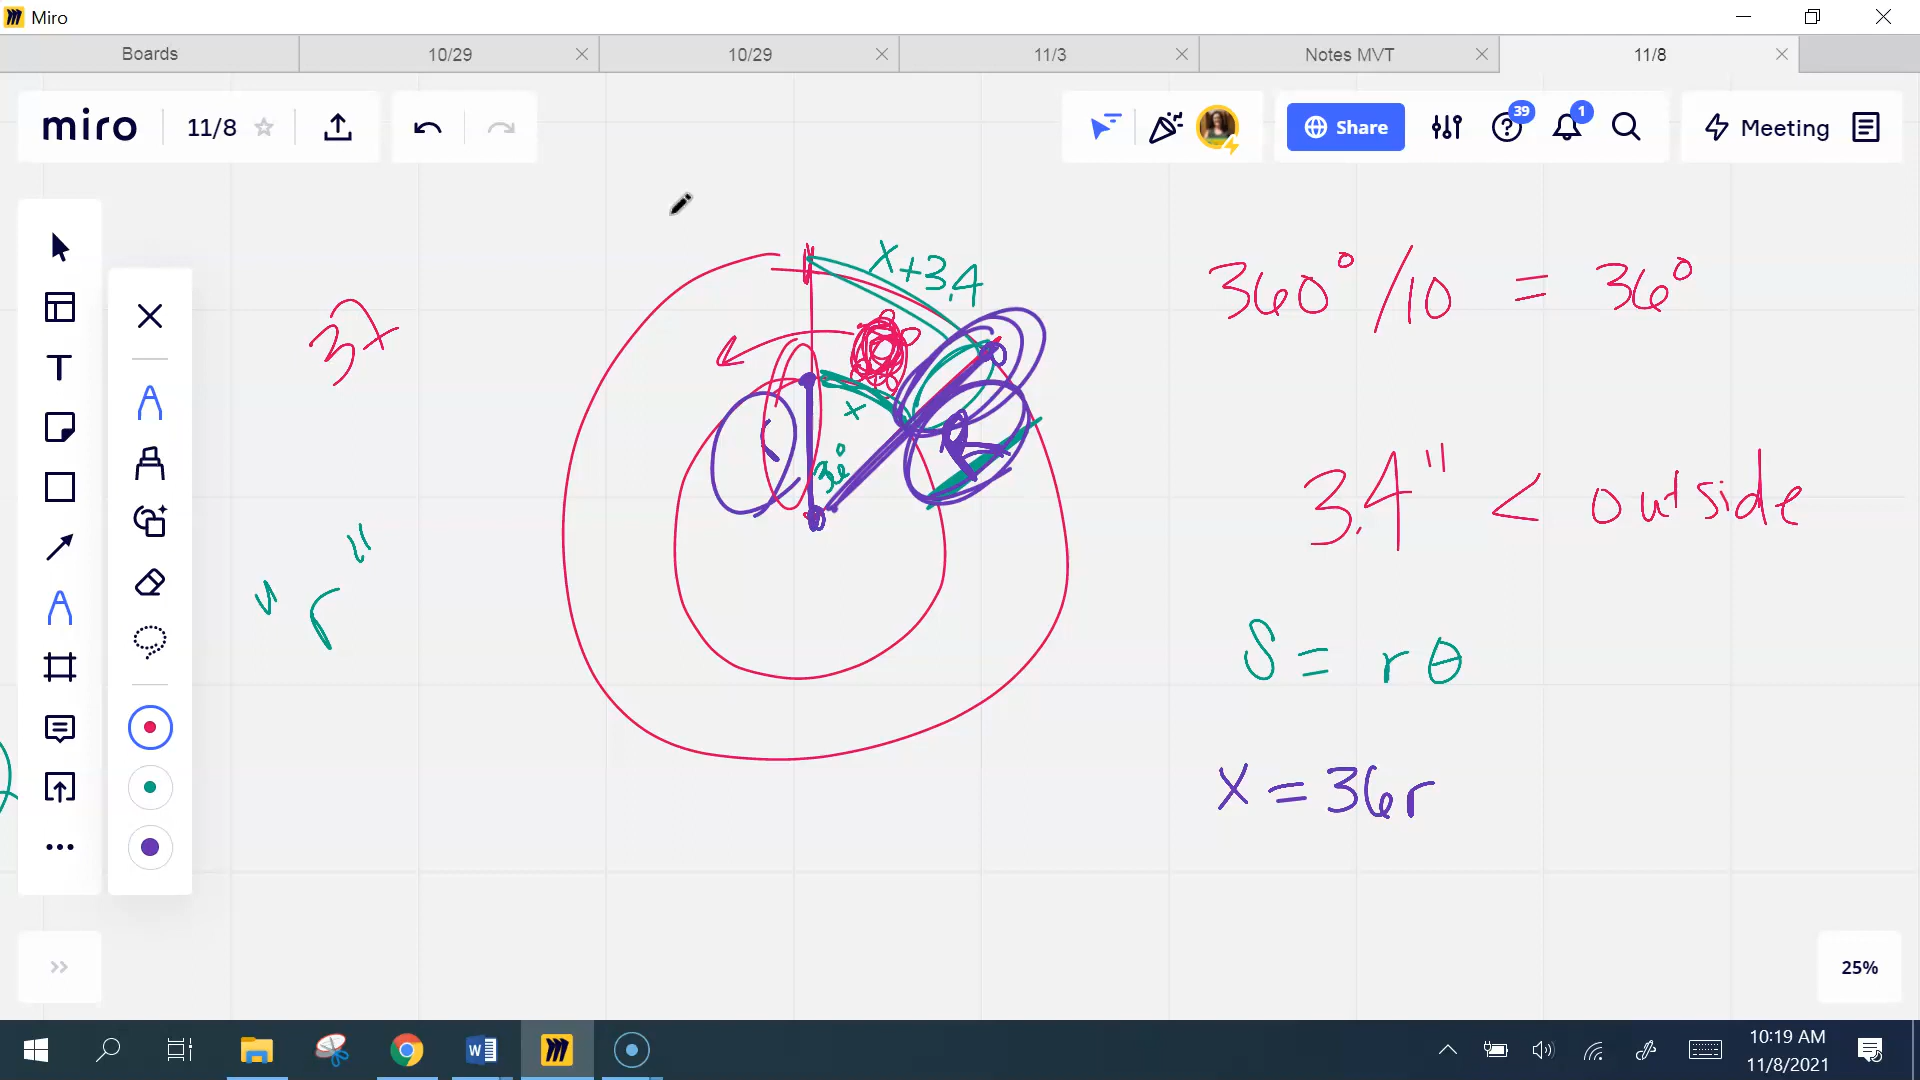 Miro
Boards
10/29
10/29
11/3
Notes MVT
11/8
miro
11/8
Share
39
1
Meeting
x+3.4
360°/10 = 36°
x
36°
3.4" < outside
"r"
S = rθ
x = 36r
25%
10:19 AM
11/8/2021